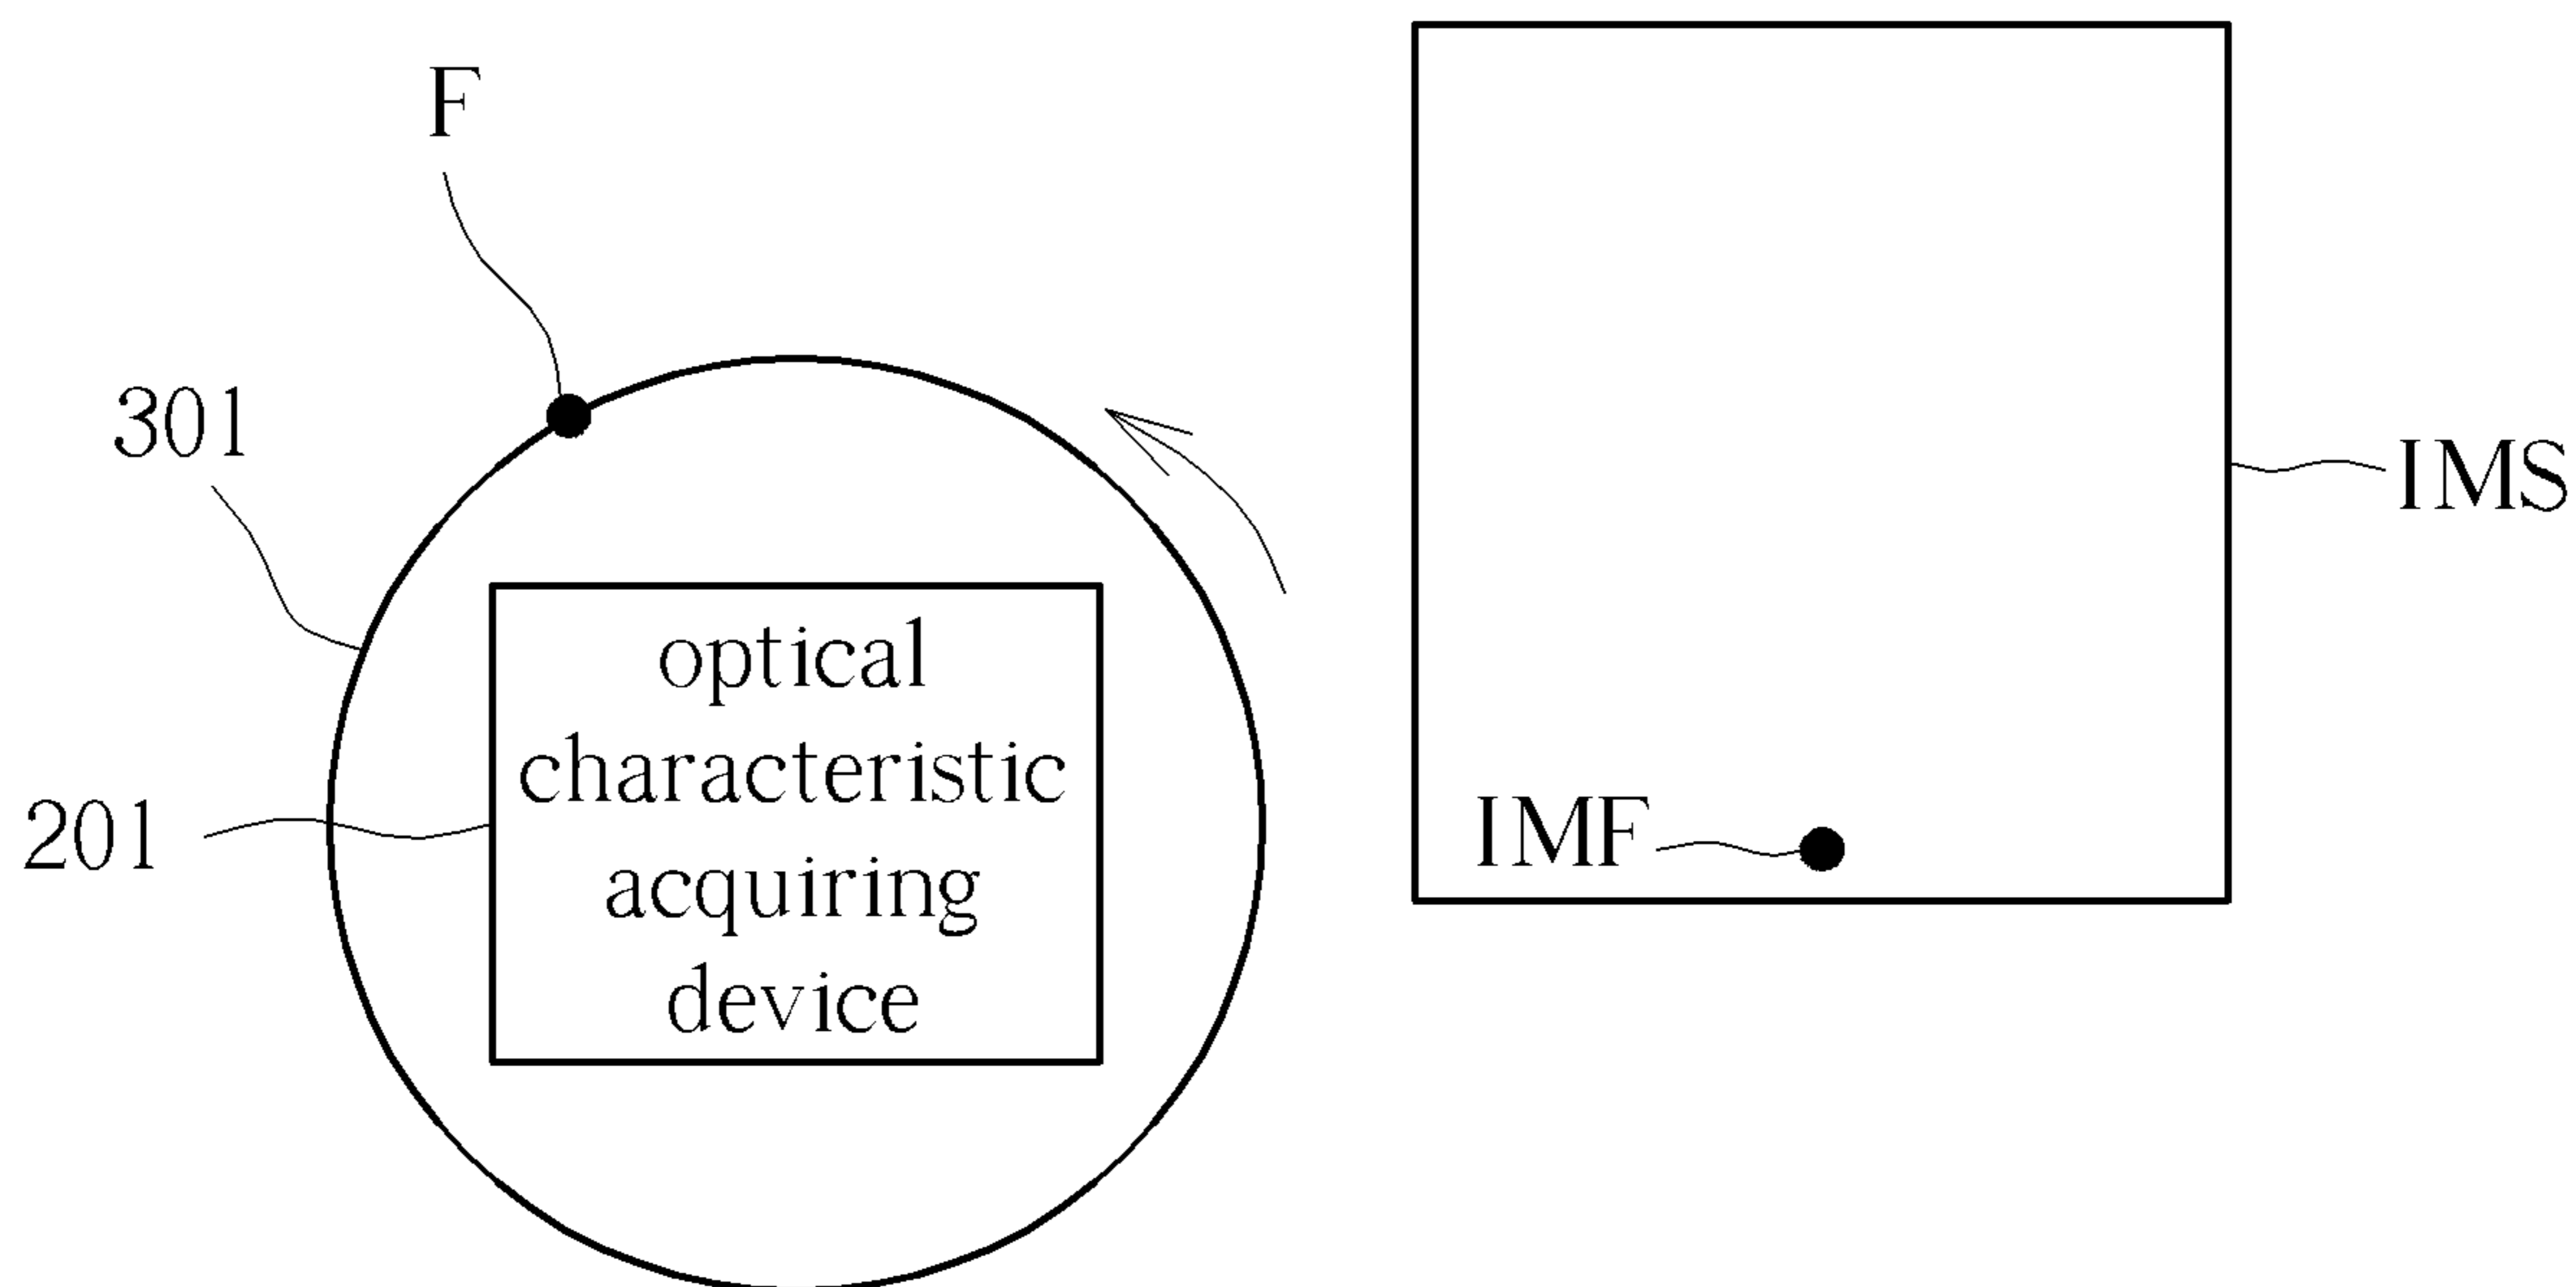 F
301
IMS
optical
characteristic
acquiring
device
201
IMF